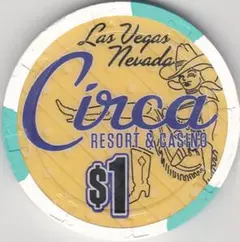 Las Vegas
Nevada
Circa
RESORT & CASINO
$1